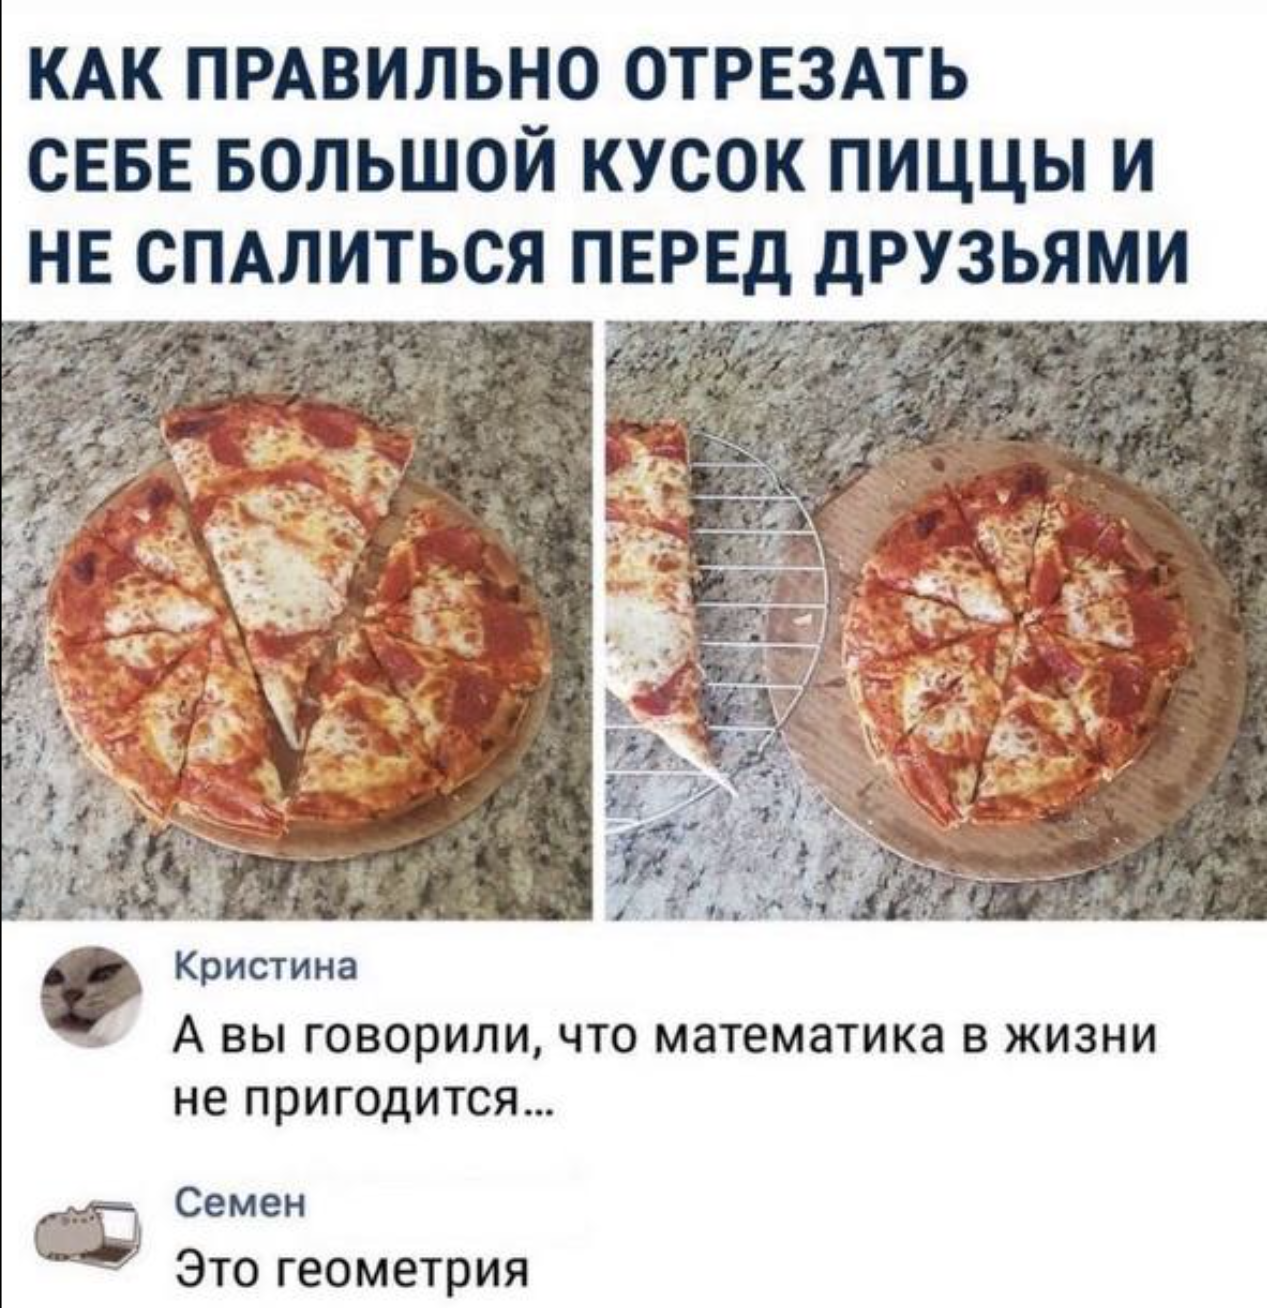 КАК ПРАВИЛЬНО ОТРЕЗАТЬ
СЕБЕ БОЛЬШОЙ КУСОК ПИЦЦЫ И
НЕ СПАЛИТЬСЯ ПЕРЕД ДРУЗЬЯМИ
Кристина
А вы говорили, что математика в жизни
не пригодится...
Семен
Это геометрия